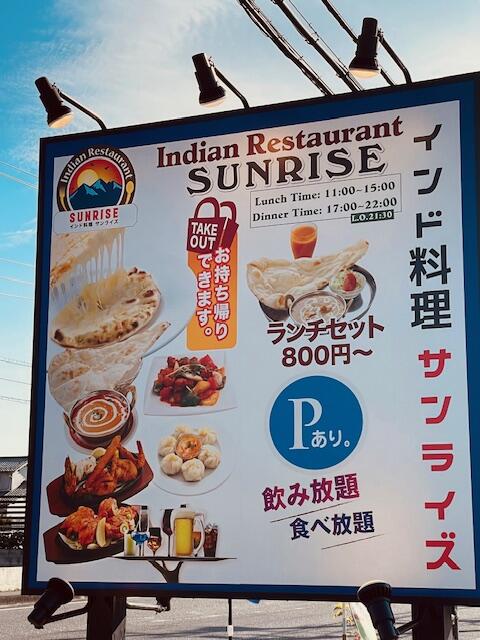 Indian Restaurant
SUNRISE
インド料理 サンライズ
Indian Restaurant
SUNRISE
Lunch Time: 11:00~15:00
Dinner Time: 17:00~22:00
L.O.21:30
TAKE
OUT
お持ち帰り
できます。
ランチセット
800円～
Pあり。
飲み放題
食べ放題
インド料理 サンライズ